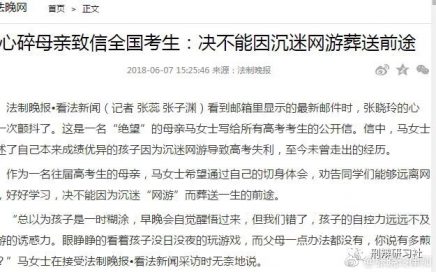 法晚网
首页 > 正文
心碎母亲致信全国考生：决不能因沉迷网游葬送前途
2018-06-07 15:25:46 来源：法制晚报
法制晚报•看法新闻（记者 张蕊 张子渊）看到邮箱里显示的最新邮件时，张晓玲的心
一次颤抖了。这是一名“绝望”的母亲马女士写给所有高考考生的公开信。信中，马女士
述了自己本来成绩优异的孩子因为沉迷网游导致高考失利，至今未曾走出的经历。
作为一名往届高考生的母亲，马女士希望通过自己的切身体会，劝告同学们能够远离网
，好好学习，决不能因为沉迷“网游”而葬送一生的前途。
“总以为孩子是一时糊涂，早晚会自觉醒悟过来，但我们错了，孩子的自控力远远不及
游的诱惑力。眼睁睁的看着孩子没日没夜的玩游戏，而父母一点办法都没有，你说有多煎
？”马女士在接受法制晚报•看法新闻采访时无奈地说。